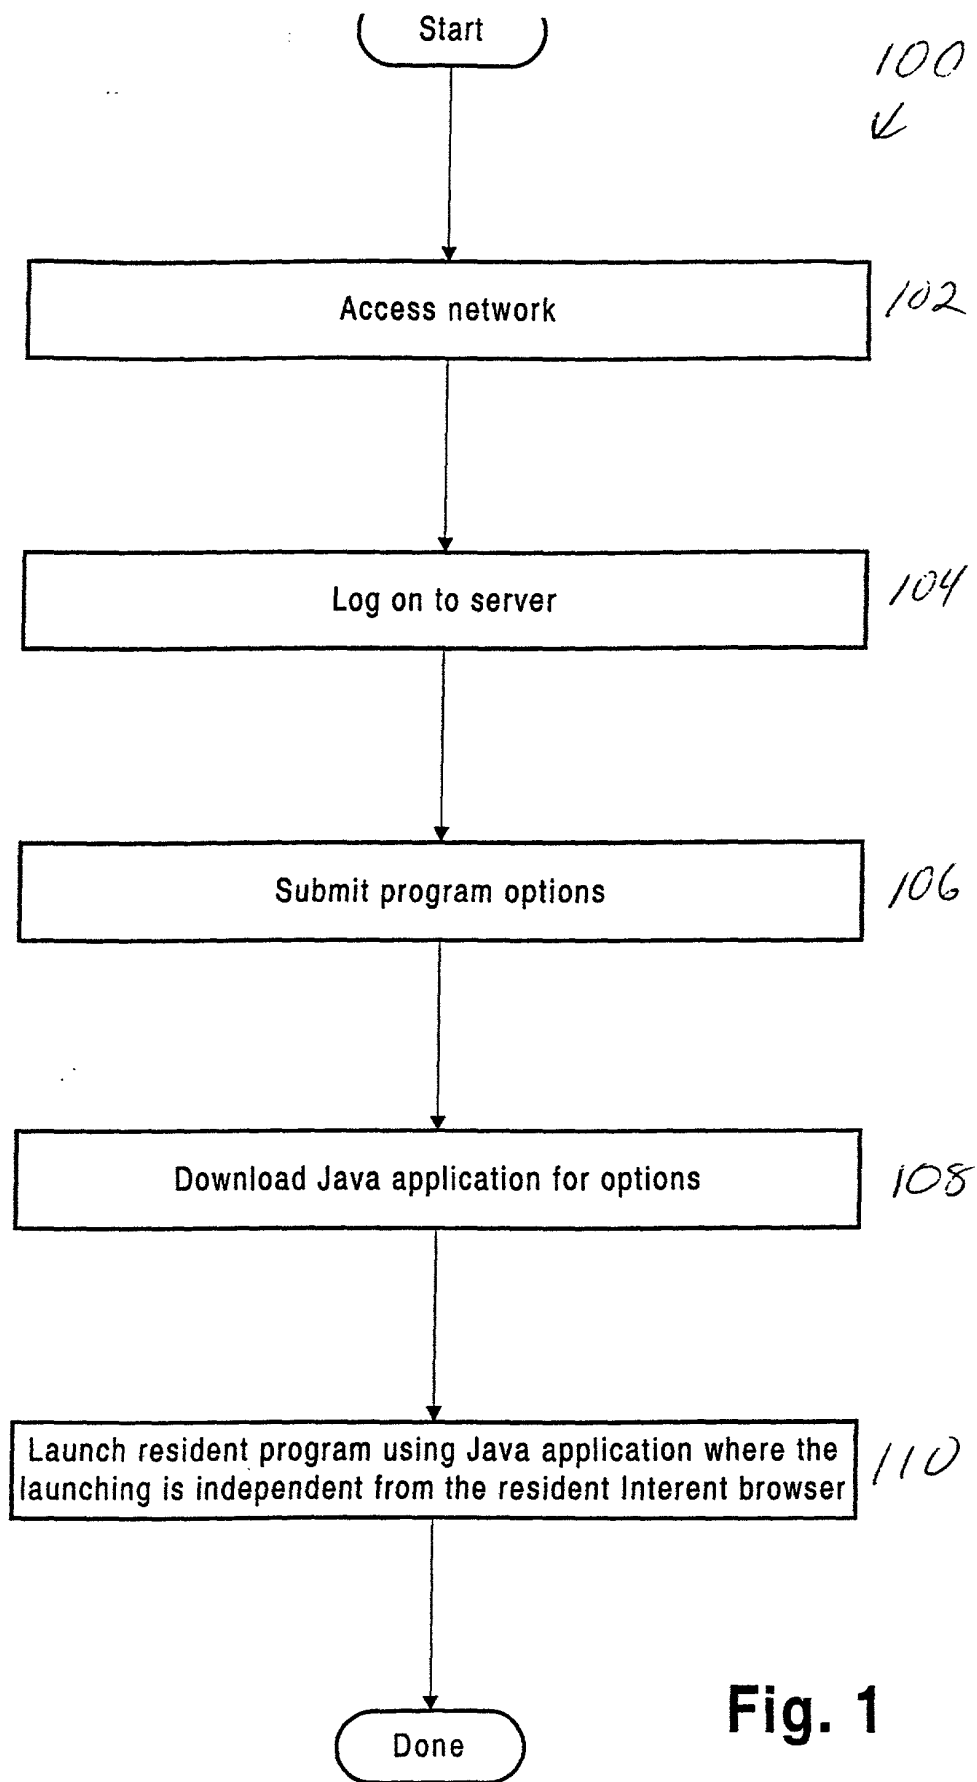 Start
100
Access network
102
Log on to server
104
Submit program options
106
Download Java application for options
108
Launch resident program using Java application where the
launching is independent from the resident Interent browser
110
Done
Fig. 1